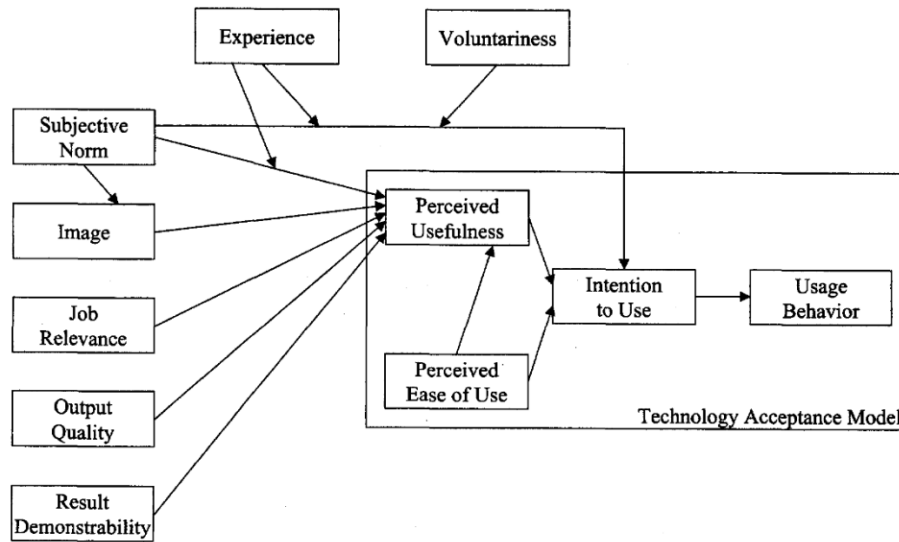 Experience
Voluntariness
Subjective
Norm
Image
Job
Relevance
Output
Quality
Result
Demonstrability
Perceived
Usefulness
Perceived
Ease of Use
Intention
to Use
Usage
Behavior
Technology Acceptance Model